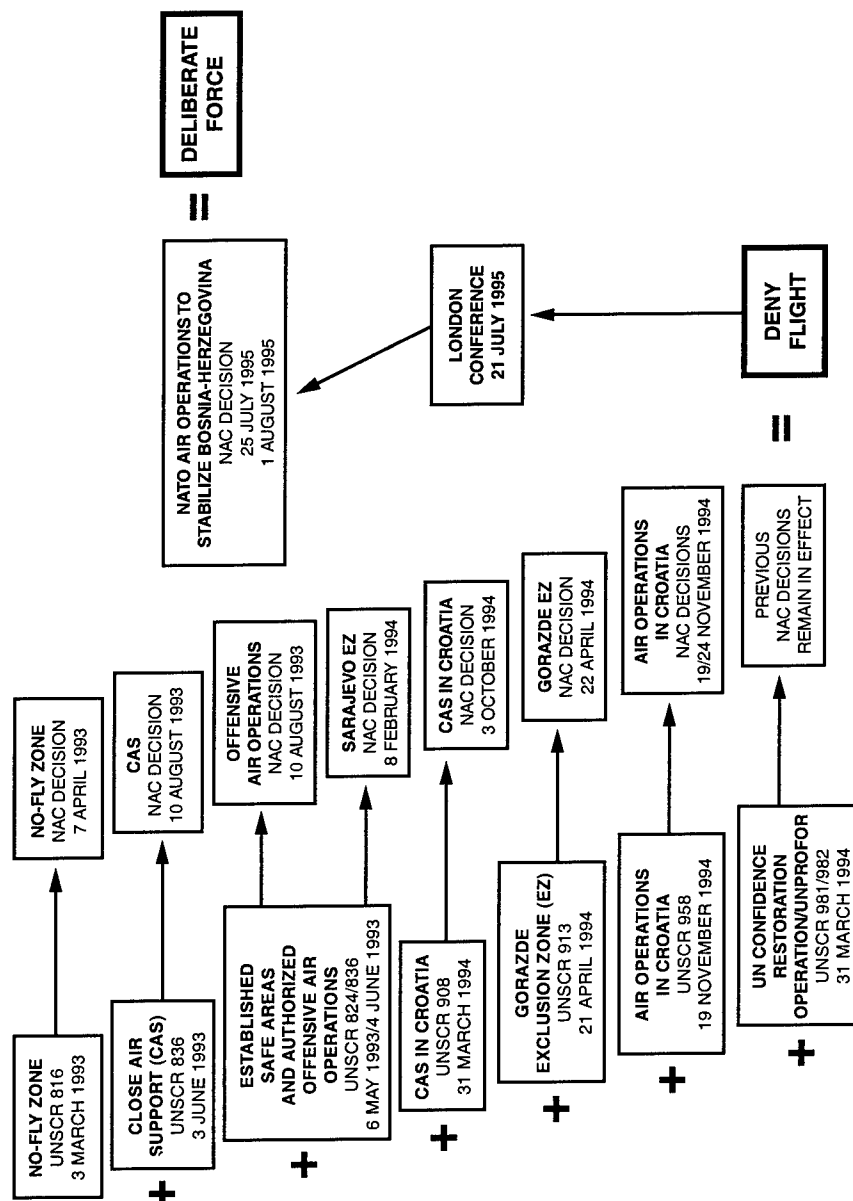 NO-FLY ZONE
UNSCR 816
3 MARCH 1993
NO-FLY ZONE
NAC DECISION
7 APRIL 1993
+
CLOSE AIR
SUPPORT (CAS)
UNSCR 836
3 JUNE 1993
CAS
NAC DECISION
10 AUGUST 1993
+
ESTABLISHED
SAFE AREAS
AND AUTHORIZED
OFFENSIVE AIR
OPERATIONS
UNSCR 824/836
6 MAY 1993/4 JUNE 1993
OFFENSIVE
AIR OPERATIONS
NAC DECISION
10 AUGUST 1993
SARAJEVO EZ
NAC DECISION
8 FEBRUARY 1994
+
CAS IN CROATIA
UNSCR 908
31 MARCH 1994
CAS IN CROATIA
NAC DECISION
3 OCTOBER 1994
+
GORAZDE
EXCLUSION ZONE (EZ)
UNSCR 913
21 APRIL 1994
GORAZDE EZ
NAC DECISION
22 APRIL 1994
+
AIR OPERATIONS
IN CROATIA
UNSCR 958
19 NOVEMBER 1994
AIR OPERATIONS
IN CROATIA
NAC DECISIONS
19/24 NOVEMBER 1994
+
UN CONFIDENCE
RESTORATION
OPERATION/UNPROFOR
UNSCR 981/982
31 MARCH 1994
PREVIOUS
NAC DECISIONS
REMAIN IN EFFECT
=
DENY
FLIGHT
LONDON
CONFERENCE
21 JULY 1995
NATO AIR OPERATIONS TO
STABILIZE BOSNIA-HERZEGOVINA
NAC DECISION
25 JULY 1995
1 AUGUST 1995
=
DELIBERATE
FORCE